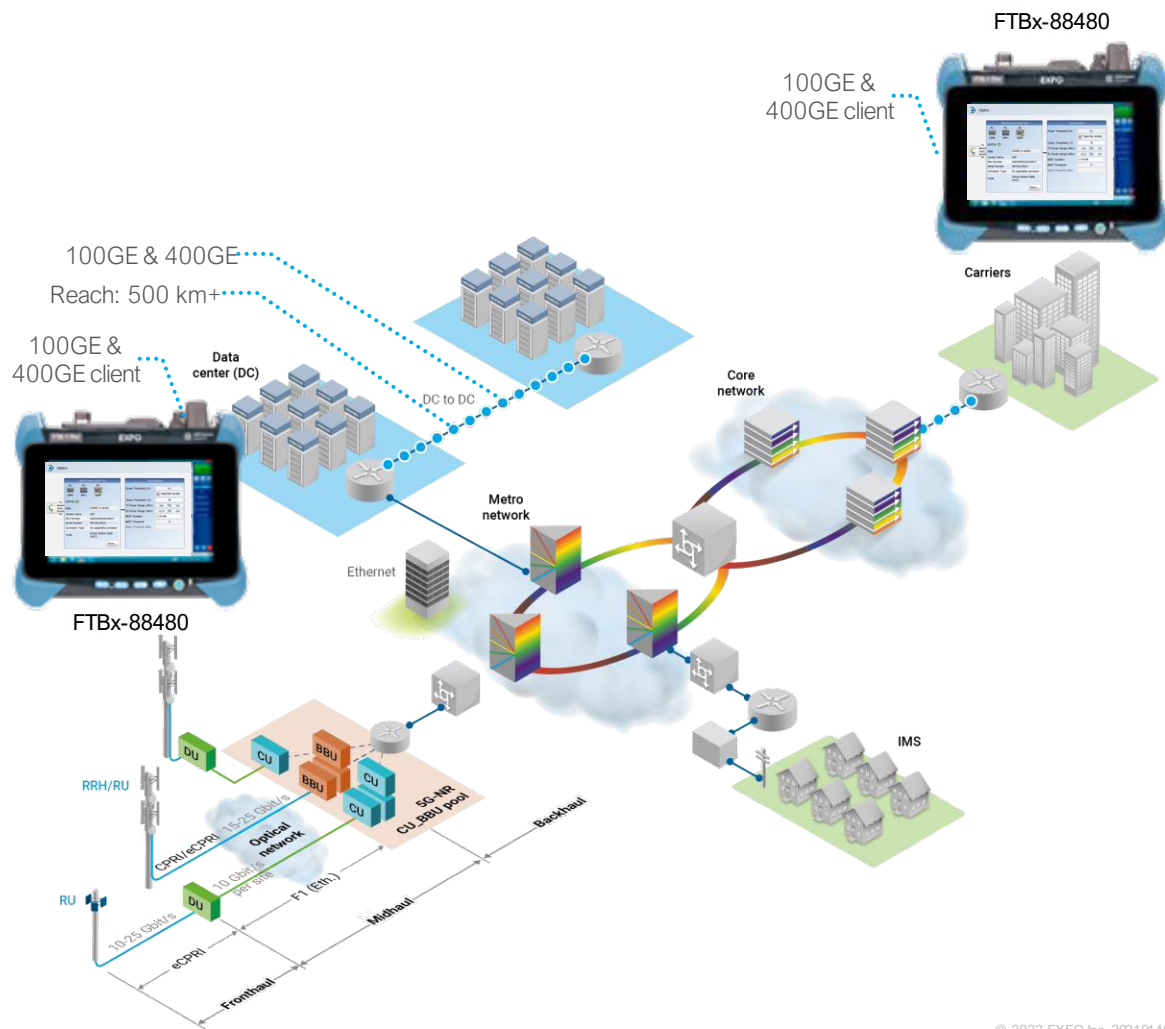 FTBx-88480
100GE &
400GE client
EXFO
100GE & 400GE
Reach: 500 km+
100GE &
400GE client
Data
center (DC)
DC to DC
Carriers
Core
network
EXFO
Metro
network
Ethernet
FTBx-88480
DU
CU
BBU
BBU
CU
CU
RRH/RU
CPRI/eCPRI
15-25 Gbit/s
Optical
network
5G-NR
CU_BBU pool
Backhaul
IMS
10 Gbit/s
per site
F1 (Eth.)
Midhaul
RU
DU
10-25 Gbit/s
eCPRI
Fronthaul